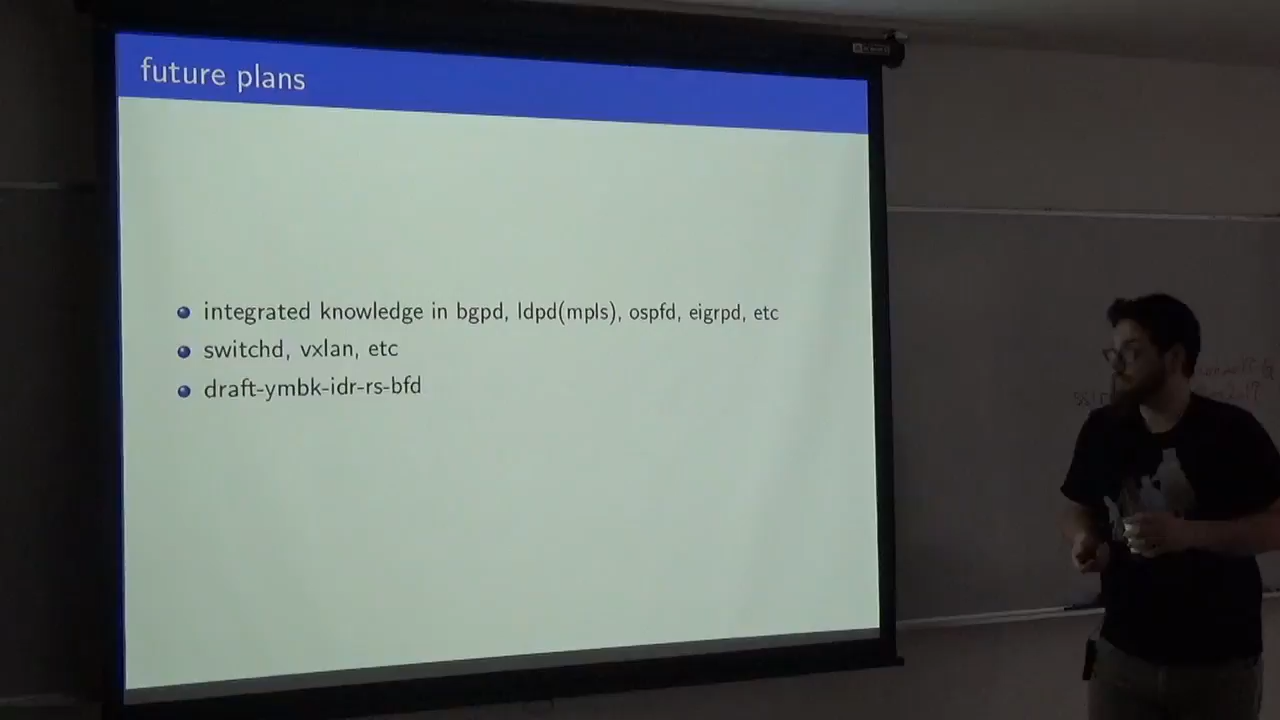 future plans
integrated knowledge in bgpd, ldpd(mpls), ospfd, eigrpd, etc
switchd, vxlan, etc
draft-ymbk-idr-rs-bfd